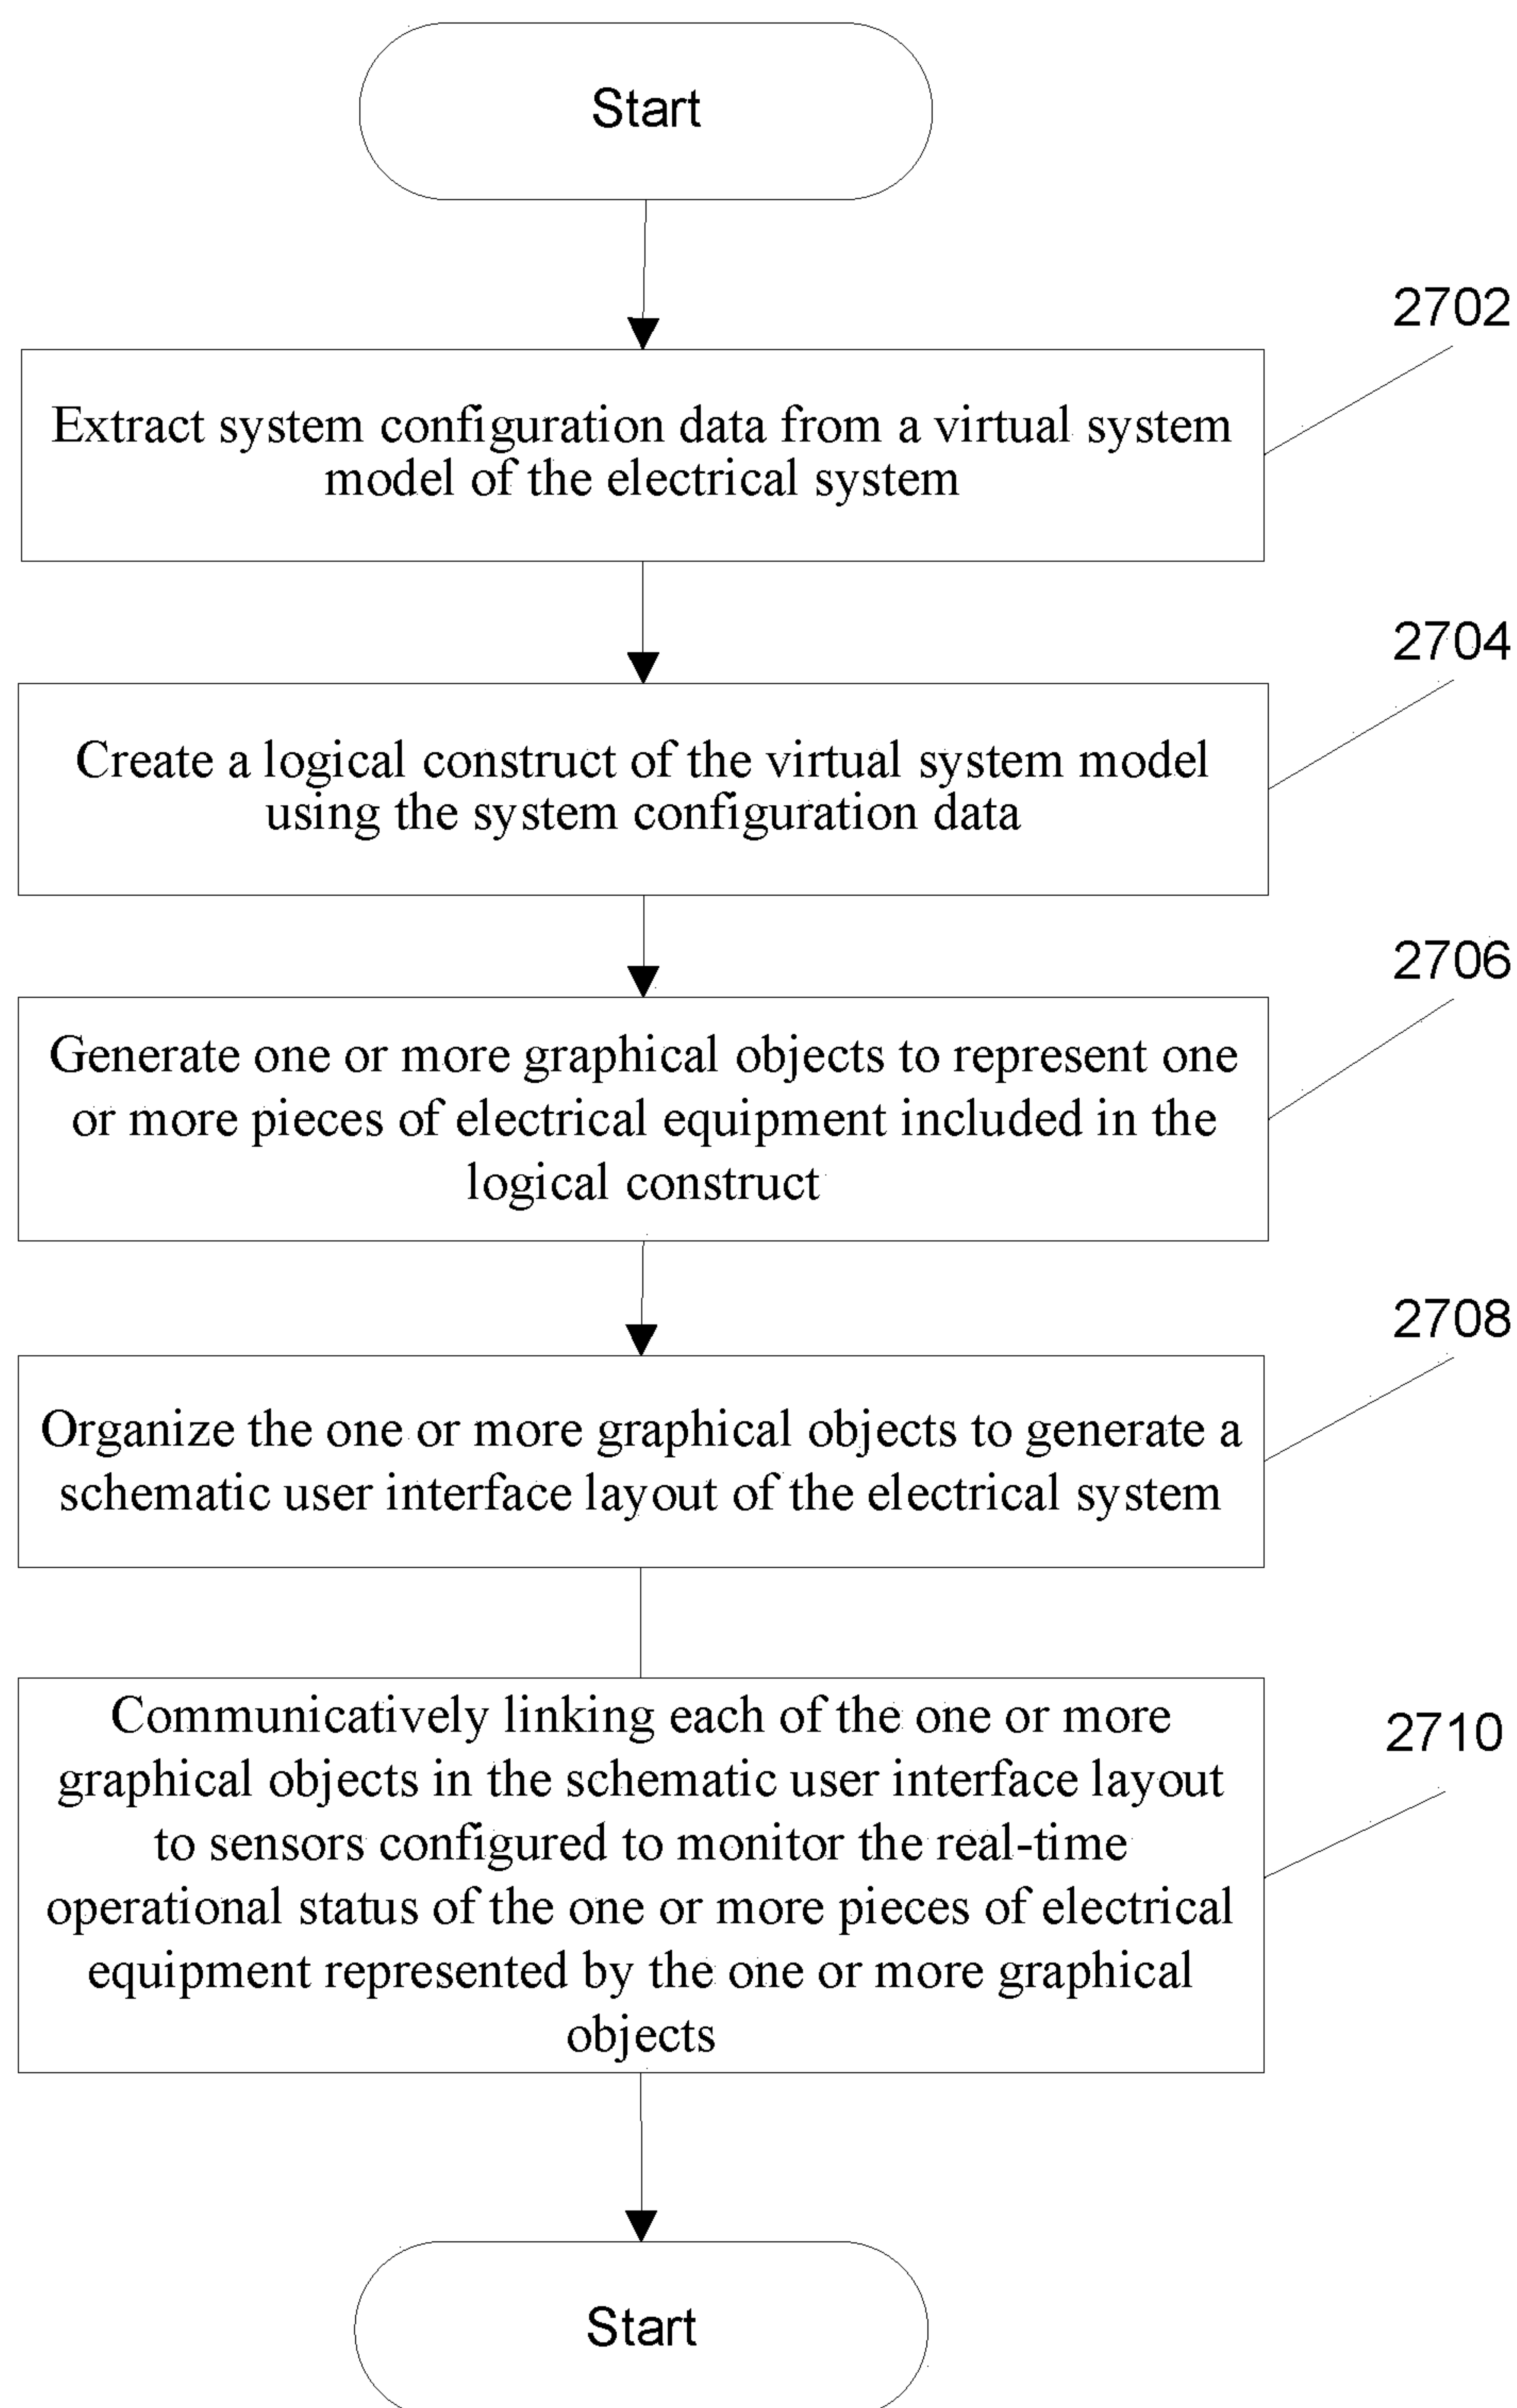 Start
2702
Extract system configuration data from a virtual system
model of the electrical system
2704
Create a logical construct of the virtual system model
using the system configuration data
2706
Generate one or more graphical objects to represent one
or more pieces of electrical equipment included in the
logical construct
2708
Organize the one or more graphical objects to generate a
schematic user interface layout of the electrical system
2710
Communicatively linking each of the one or more
graphical objects in the schematic user interface layout
to sensors configured to monitor the real-time
operational status of the one or more pieces of electrical
equipment represented by the one or more graphical
objects
Start